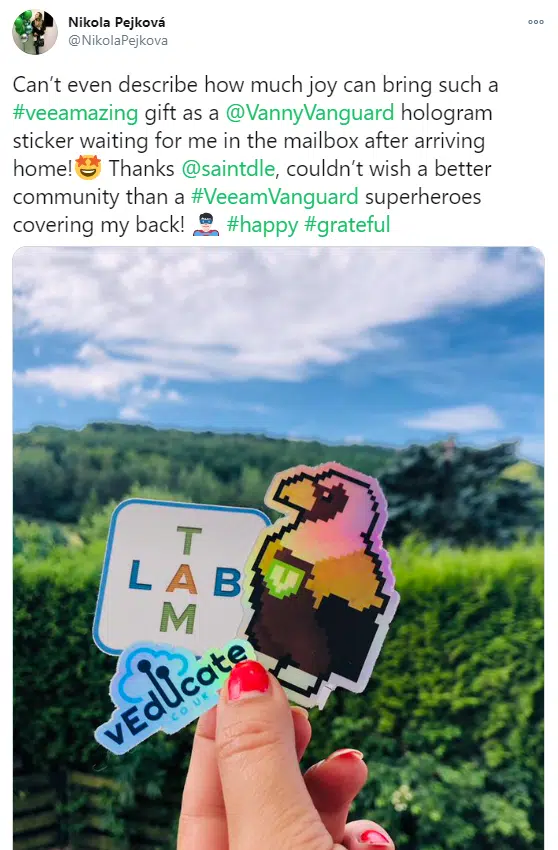 Nikola Pejková
@NikolaPejkova
Can’t even describe how much joy can bring such a
#veeamazing gift as a @VannyVanguard hologram
sticker waiting for me in the mailbox after arriving
home!🤩 Thanks @saintdle, couldn’t wish a better
community than a #VeeamVanguard superheroes
covering my back! 🦸🏻‍♂️ #happy #grateful
T
LAB
M
vEducate
.CO.UK